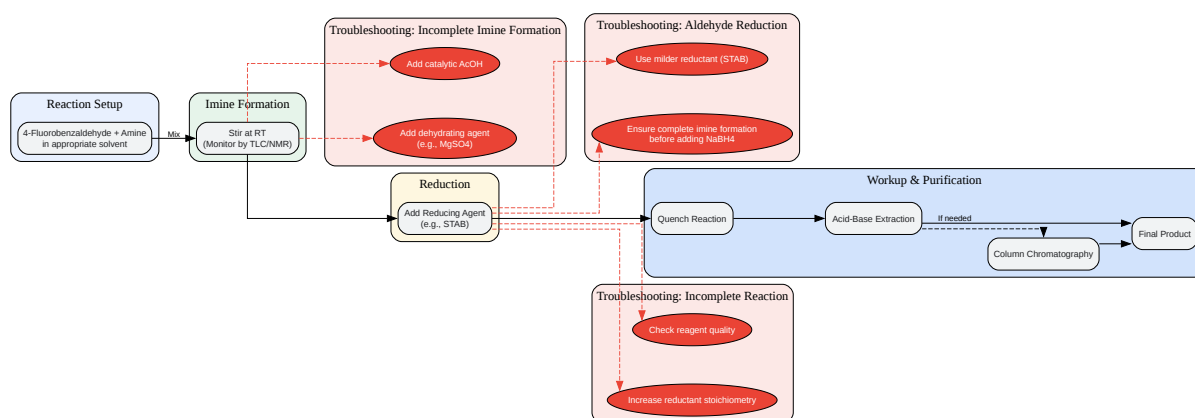 Troubleshooting: Incomplete Imine Formation
Add catalytic AcOH
Add dehydrating agent
(e.g., MgSO4)
Troubleshooting: Aldehyde Reduction
Use milder reductant (STAB)
Ensure complete imine formation
before adding NaBH4
Reaction Setup
4-Fluorobenzaldehyde + Amine
in appropriate solvent
Mix
Imine Formation
Stir at RT
(Monitor by TLC/NMR)
Reduction
Add Reducing Agent
(e.g., STAB)
Workup & Purification
Quench Reaction
Acid-Base Extraction
If needed
Column Chromatography
Final Product
Troubleshooting: Incomplete Reaction
Check reagent quality
Increase reductant stoichiometry